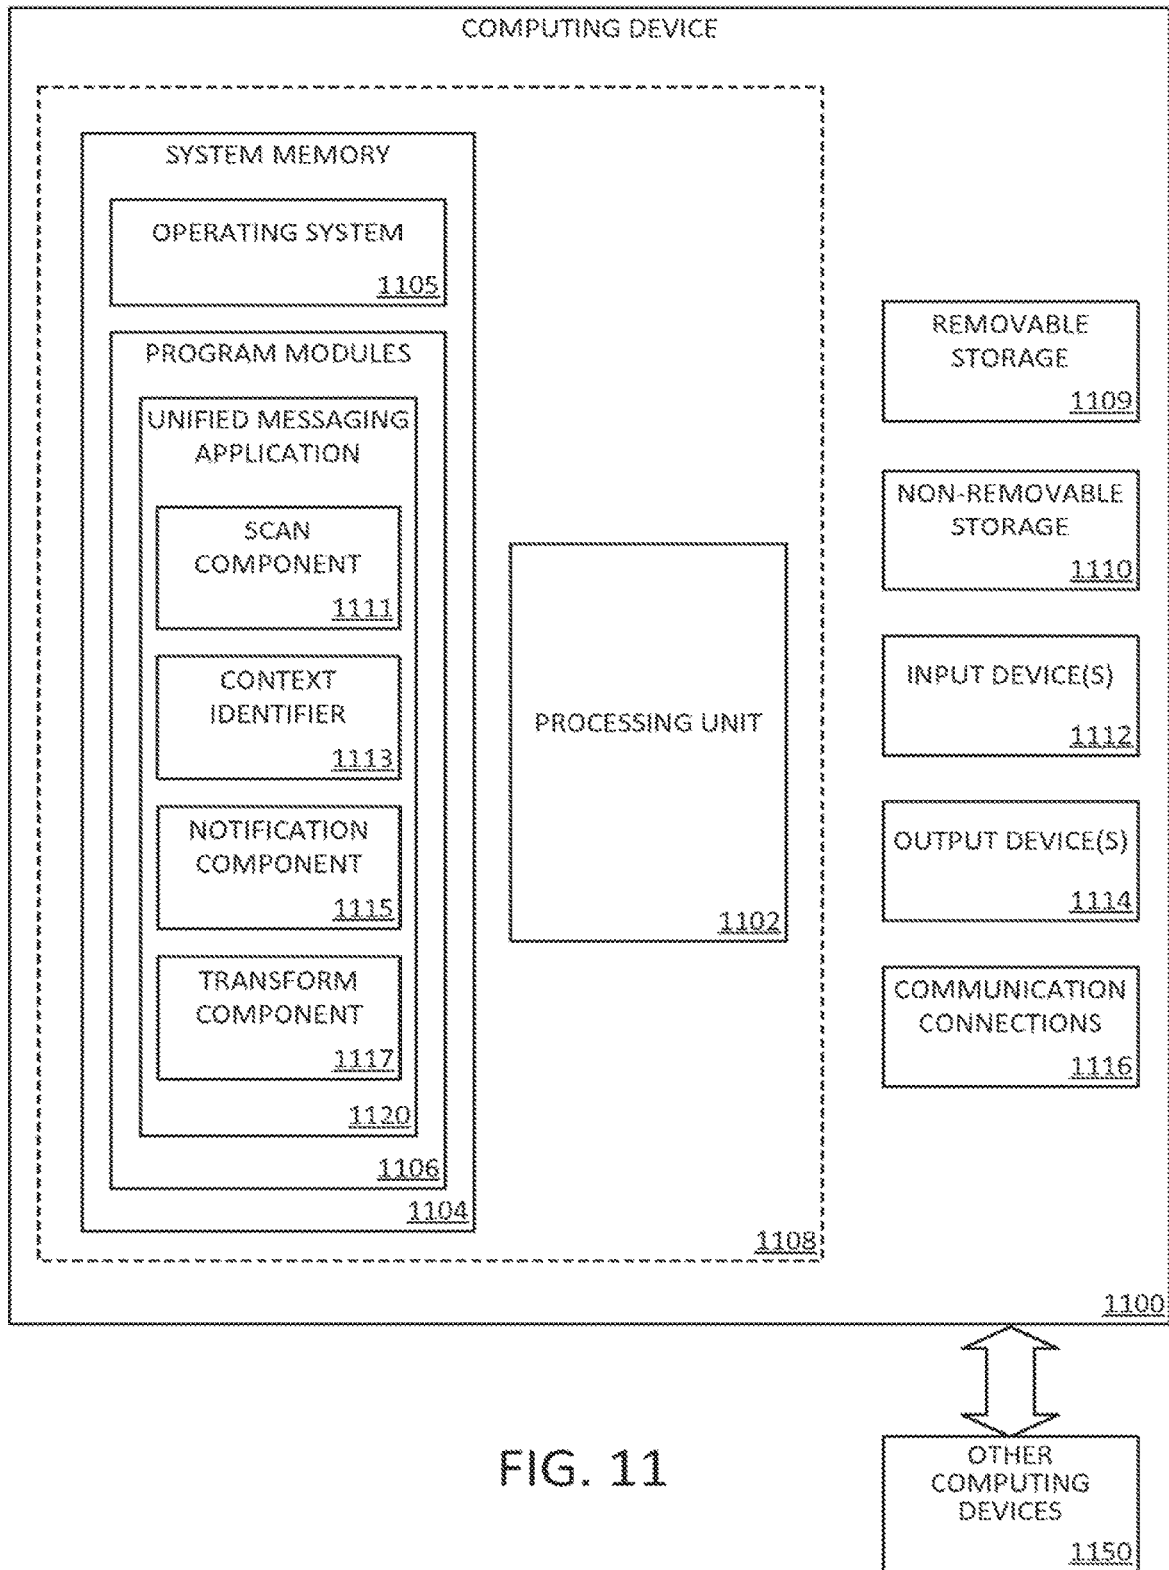 COMPUTING DEVICE
SYSTEM MEMORY
OPERATING SYSTEM
1105
PROGRAM MODULES
UNIFIED MESSAGING
APPLICATION
SCAN
COMPONENT
1111
CONTEXT
IDENTIFIER
1113
NOTIFICATION
COMPONENT
1115
TRANSFORM
COMPONENT
1117
1120
1106
1104
PROCESSING UNIT
1102
1108
REMOVABLE
STORAGE
1109
NON-REMOVABLE
STORAGE
1110
INPUT DEVICE(S)
1112
OUTPUT DEVICE(S)
1114
COMMUNICATION
CONNECTIONS
1116
1100
OTHER
COMPUTING
DEVICES
1150
FIG. 11